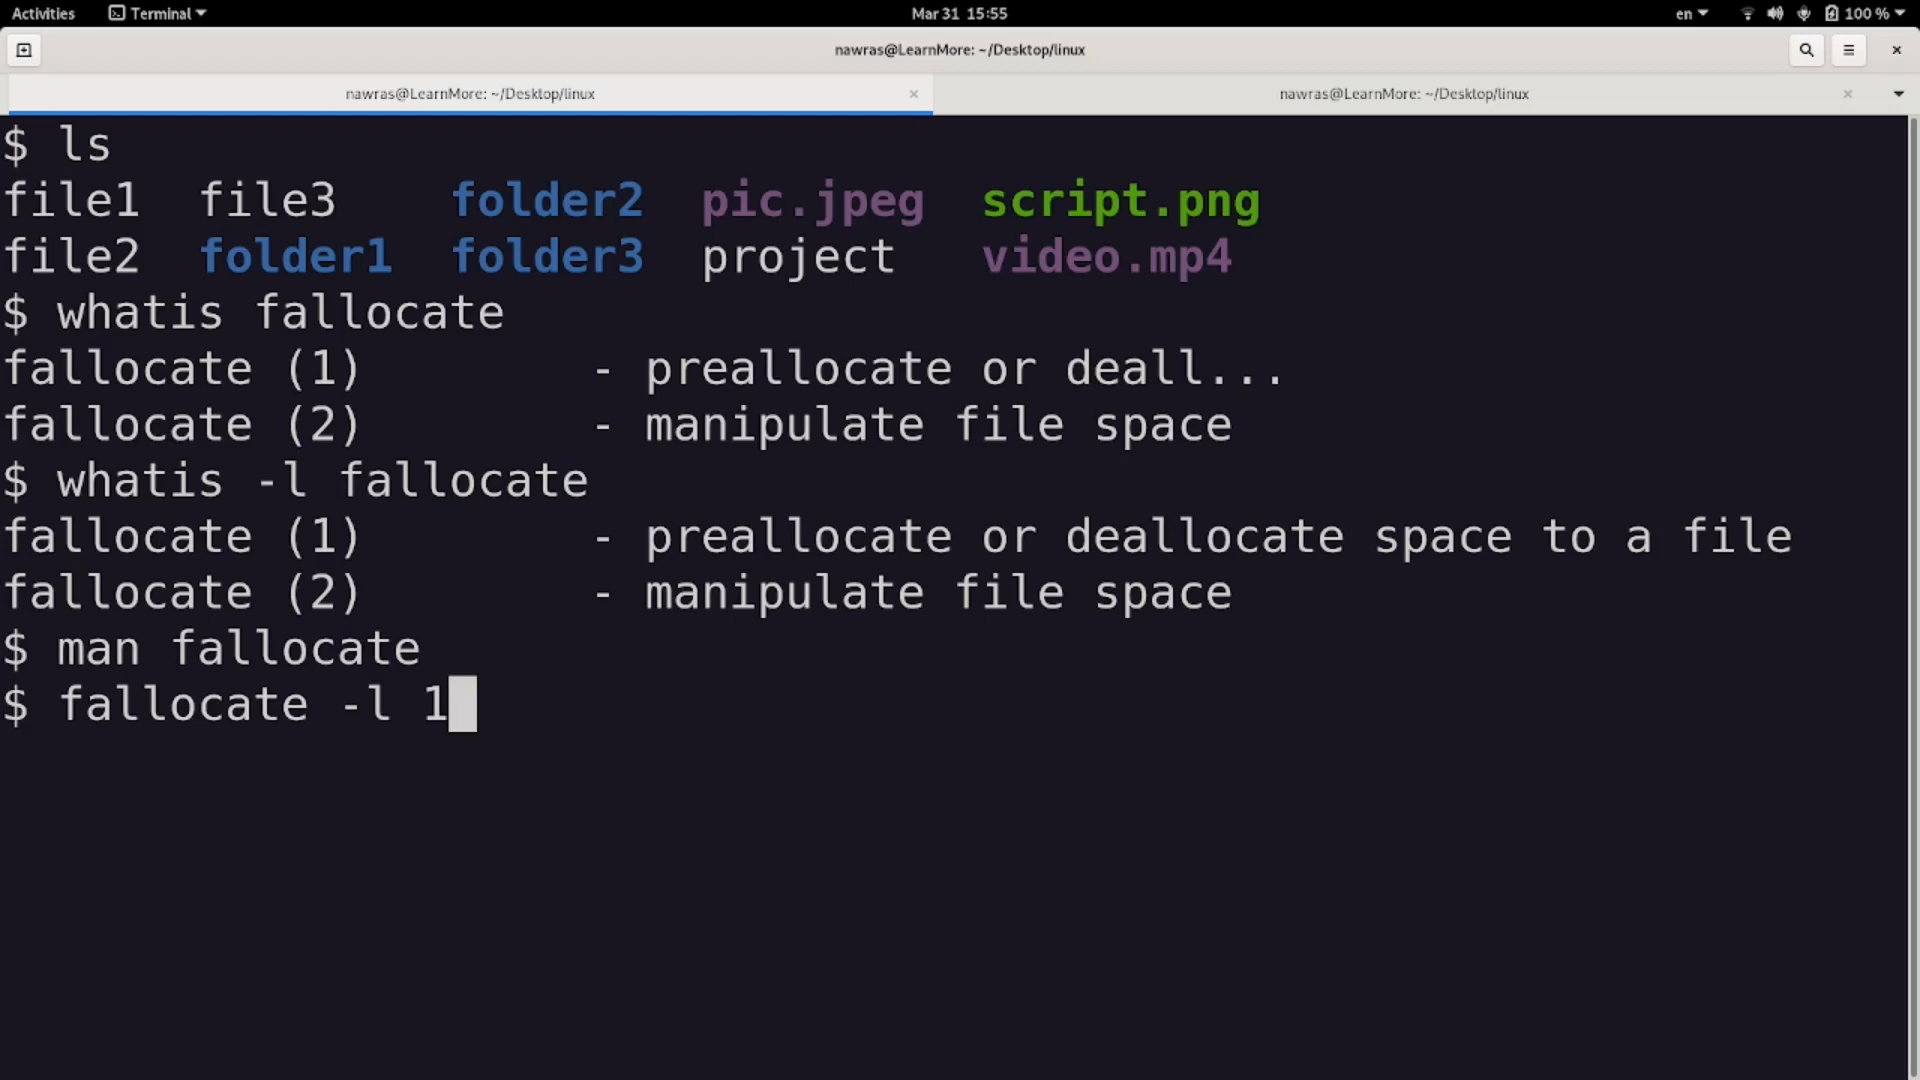 Activities Terminal Mar 31 15:55 en 100 %
nawras@LearnMore: ~/Desktop/linux
nawras@LearnMore: ~/Desktop/linux nawras@LearnMore: ~/Desktop/linux
$ ls
file1 file3 folder2 pic.jpeg script.png
file2 folder1 folder3 project video.mp4
$ whatis fallocate
fallocate (1) - preallocate or deall...
fallocate (2) - manipulate file space
$ whatis -l fallocate
fallocate (1) - preallocate or deallocate space to a file
fallocate (2) - manipulate file space
$ man fallocate
$ fallocate -l 1